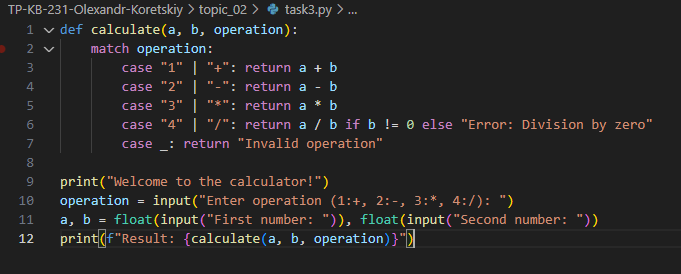 TP-KB-231-Olexandr-Koretskiy > topic_02 > task3.py > ...
1 def calculate(a, b, operation):
2     match operation:
3         case "1" | "+": return a + b
4         case "2" | "-": return a - b
5         case "3" | "*": return a * b
6         case "4" | "/": return a / b if b != 0 else "Error: Division by zero"
7         case _: return "Invalid operation"
8
9 print("Welcome to the calculator!")
10 operation = input("Enter operation (1:+, 2:-, 3:*, 4:/): ")
11 a, b = float(input("First number: ")), float(input("Second number: "))
12 print(f"Result: {calculate(a, b, operation)}")